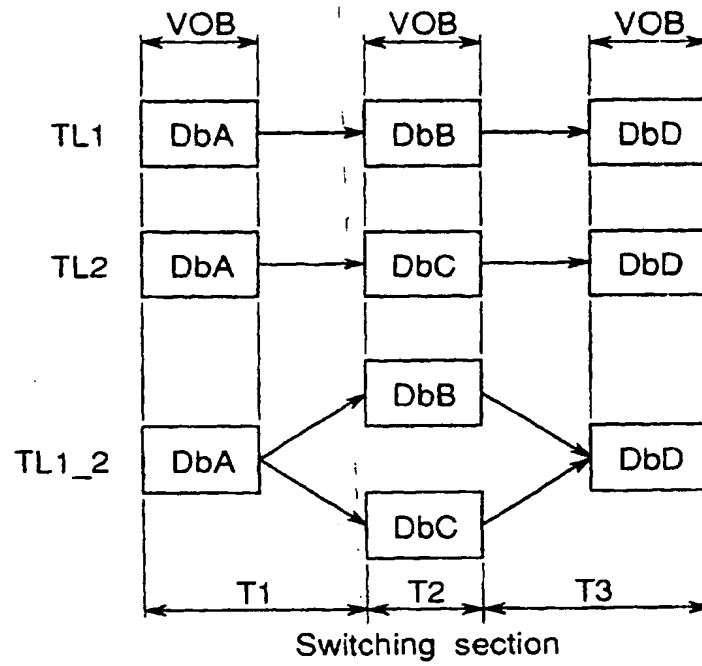 VOB VOB VOB
TL1 DbA DbB DbD
TL2 DbA DbC DbD
DbB
TL1_2 DbA DbD
DbC
T1 T2 T3
Switching section